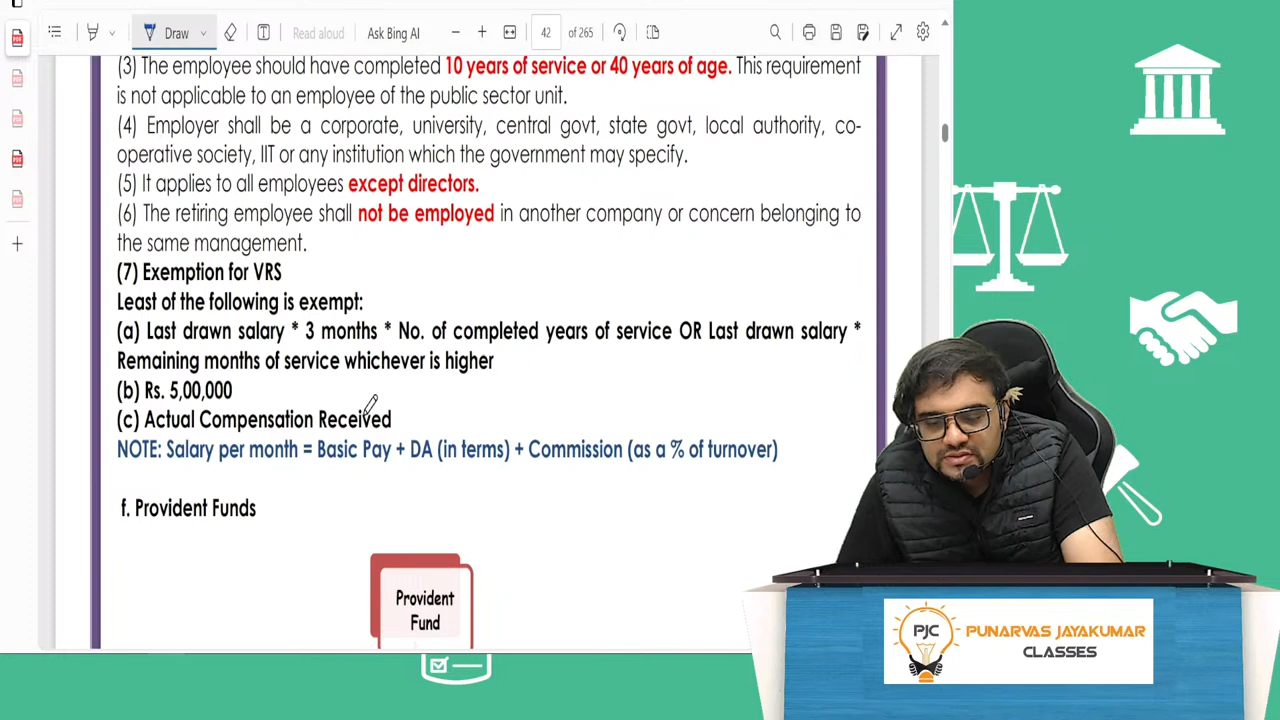 Draw
Read aloud
Ask Bing AI
42
of 265
(3) The employee should have completed 10 years of service or 40 years of age. This requirement
is not applicable to an employee of the public sector unit.
(4) Employer shall be a corporate, university, central govt, state govt, local authority, co-
operative society, IIT or any institution which the government may specify.
(5) It applies to all employees except directors.
(6) The retiring employee shall not be employed in another company or concern belonging to
the same management.
(7) Exemption for VRS
Least of the following is exempt:
(a) Last drawn salary * 3 months * No. of completed years of service OR Last drawn salary *
Remaining months of service whichever is higher
(b) Rs. 5,00,000
(c) Actual Compensation Received
NOTE: Salary per month = Basic Pay + DA (in terms) + Commission (as a % of turnover)
f. Provident Funds
Provident
Fund
PJC
PUNARVAS JAYAKUMAR
CLASSES